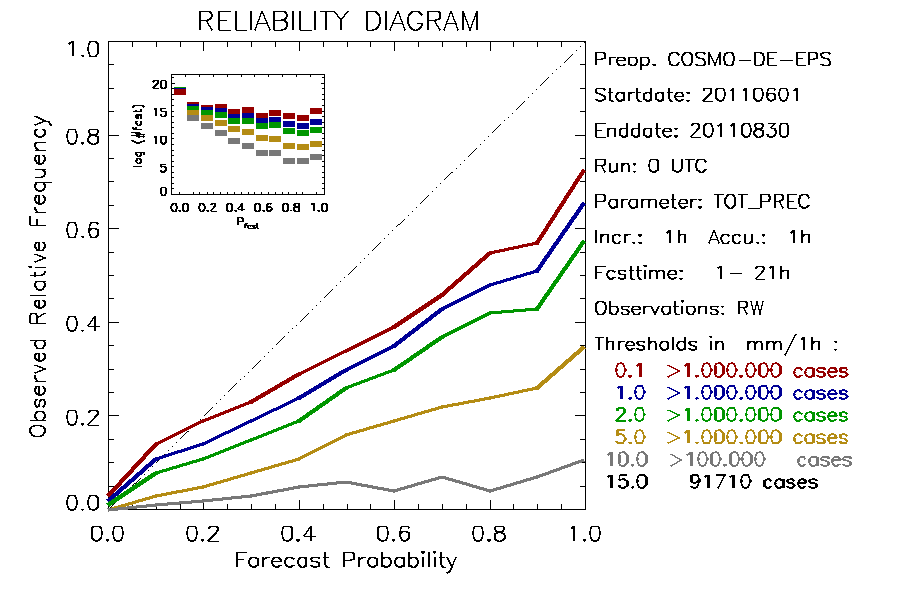 RELIABILITY DIAGRAM
1.0
0.8
0.6
0.4
0.2
0.0
Observed Relative Frequency
0.0 0.2 0.4 0.6 0.8 1.0
Forecast Probability
20
15
10
5
0
log (#fcst)
0.0 0.2 0.4 0.6 0.8 1.0
Pfcst
Preop. COSMO-DE-EPS
Startdate: 20110601
Enddate: 20110830
Run: 0 UTC
Parameter: TOT_PREC
Incr.: 1h Accu.: 1h
Fcsttime: 1- 21h
Observations: RW
Thresholds in mm/1h :
0.1 >1.000.000 cases
1.0 >1.000.000 cases
2.0 >1.000.000 cases
5.0 >1.000.000 cases
10.0 >100.000 cases
15.0 91710 cases